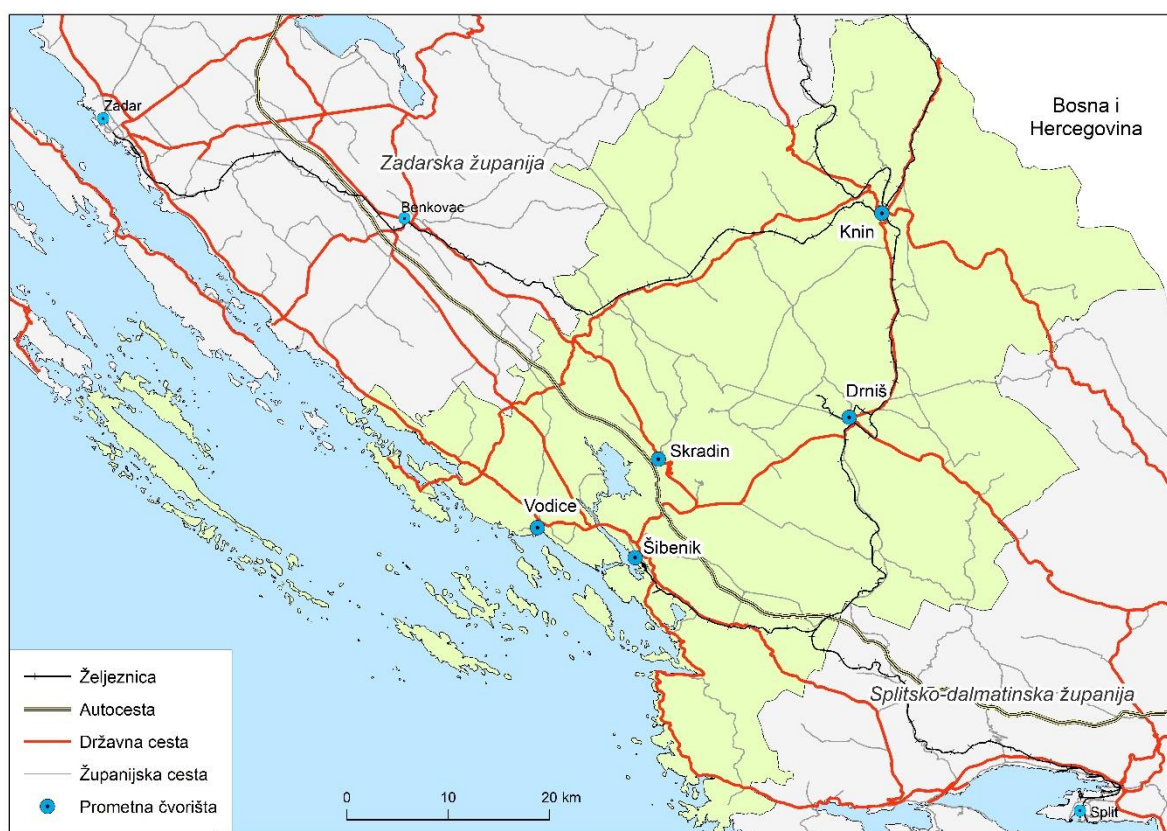 Zadar
Bosna i
Hercegovina
Zadarska županija
Benkovac
Knin
Drniš
Skradin
Vodice
Šibenik
Željeznica
Autocesta
Državna cesta
Županijska cesta
Prometna čvorišta
Splitsko-dalmatinska županija
0 10 20 km
Split